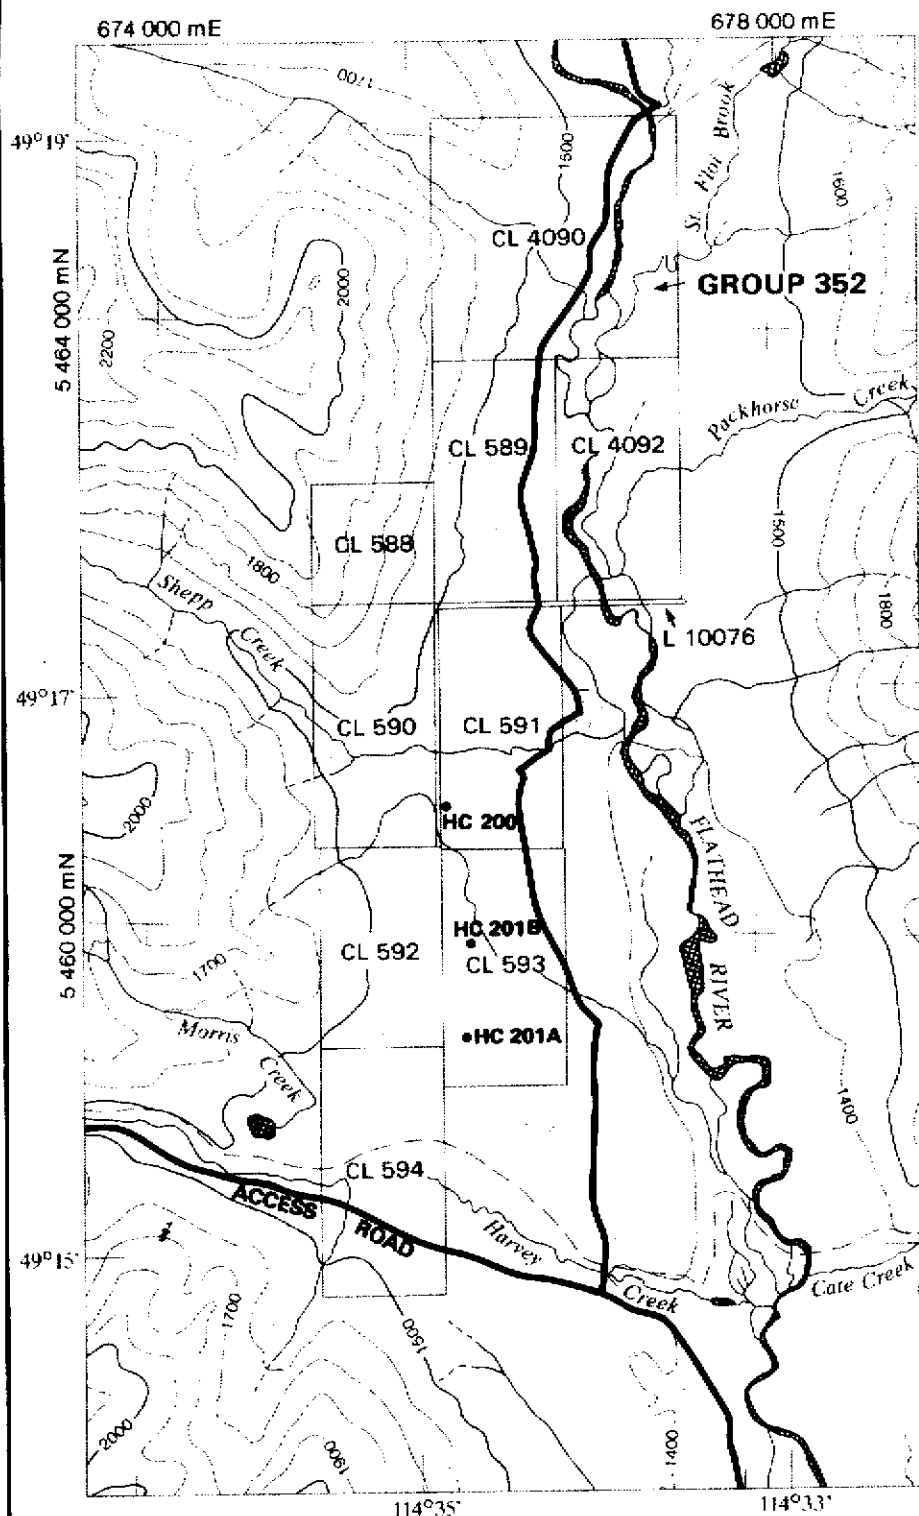 674 000 mE
678 000 mE
1700
49°19'
1500
St. Floi Brook
1600
CL 4090
5 464 000 mN
2000
2200
GROUP 352
Packhorse Creek
CL 589
CL 4092
1500
CL 588
1800
Shepp Creek
1800
L 10076
49°17'
CL 590
CL 591
2000
HC 200
FLATHEAD RIVER
5 460 000 mN
HC 201B
CL 592
CL 593
1700
Morris Creek
HC 201A
1400
CL 594
ACCESS ROAD
Harvey Creek
49°15'
Cate Creek
1700
1500
2000
1900
1400
114°35'
114°33'